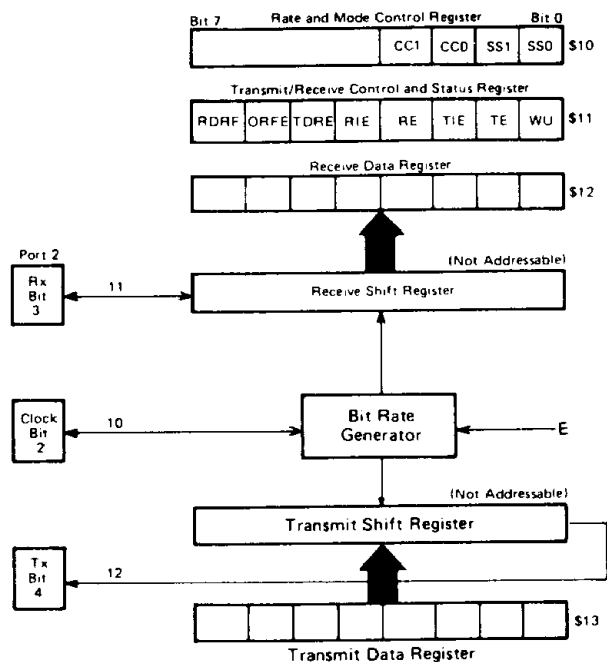 Bit 7 Rate and Mode Control Register Bit 0
CC1 CC0 SS1 SS0 $10
Transmit/Receive Control and Status Register
RDRF ORFE TDRE RIE RE TIE TE WU $11
Receive Data Register
$12
Port 2
(Not Addressable)
Rx
Bit
3
11
Receive Shift Register
Clock
Bit
2
10
Bit Rate
Generator
E
(Not Addressable)
Transmit Shift Register
Tx
Bit
4
12
$13
Transmit Data Register